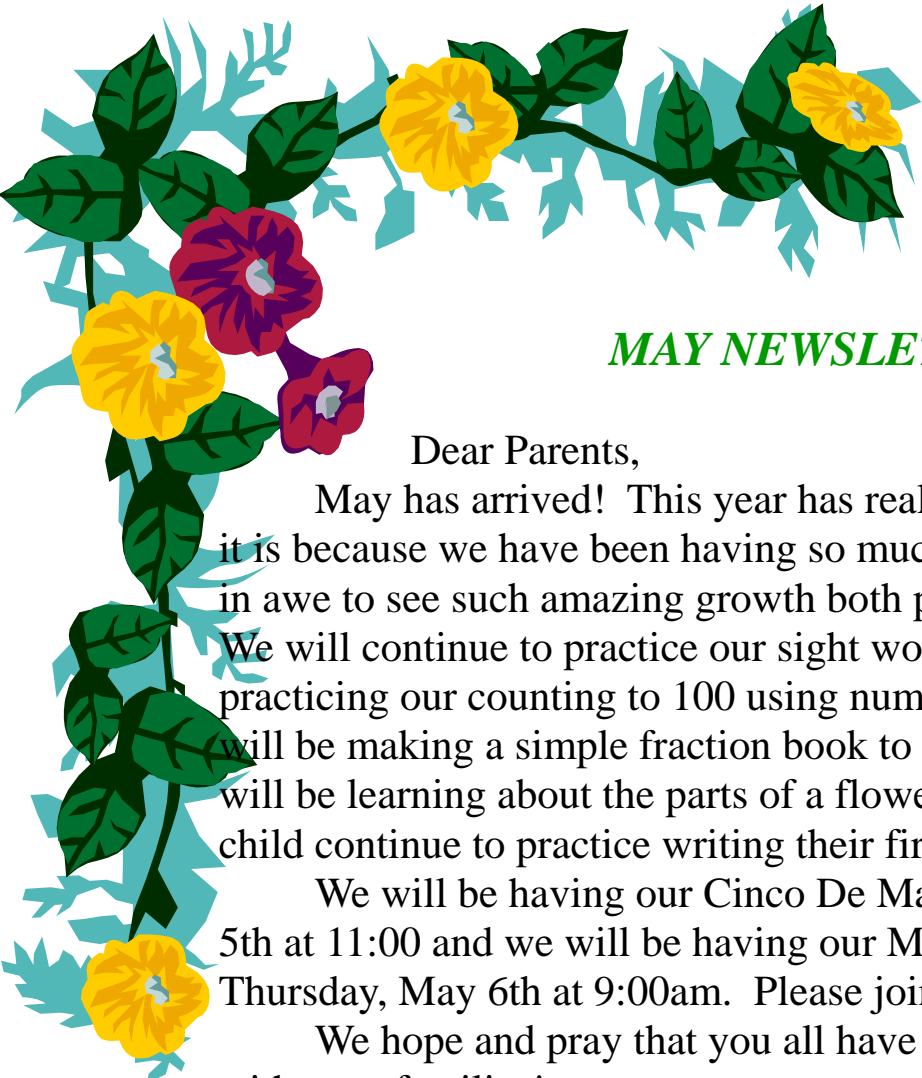 MAY NEWSLE
Dear Parents,
May has arrived!  This year has real
it is because we have been having so muc
in awe to see such amazing growth both p
We will continue to practice our sight wo
practicing our counting to 100 using num
will be making a simple fraction book to
will be learning about the parts of a flowe
child continue to practice writing their fir
We will be having our Cinco De Ma
5th at 11:00 and we will be having our M
Thursday, May 6th at 9:00am.  Please joi
We hope and pray that you all have